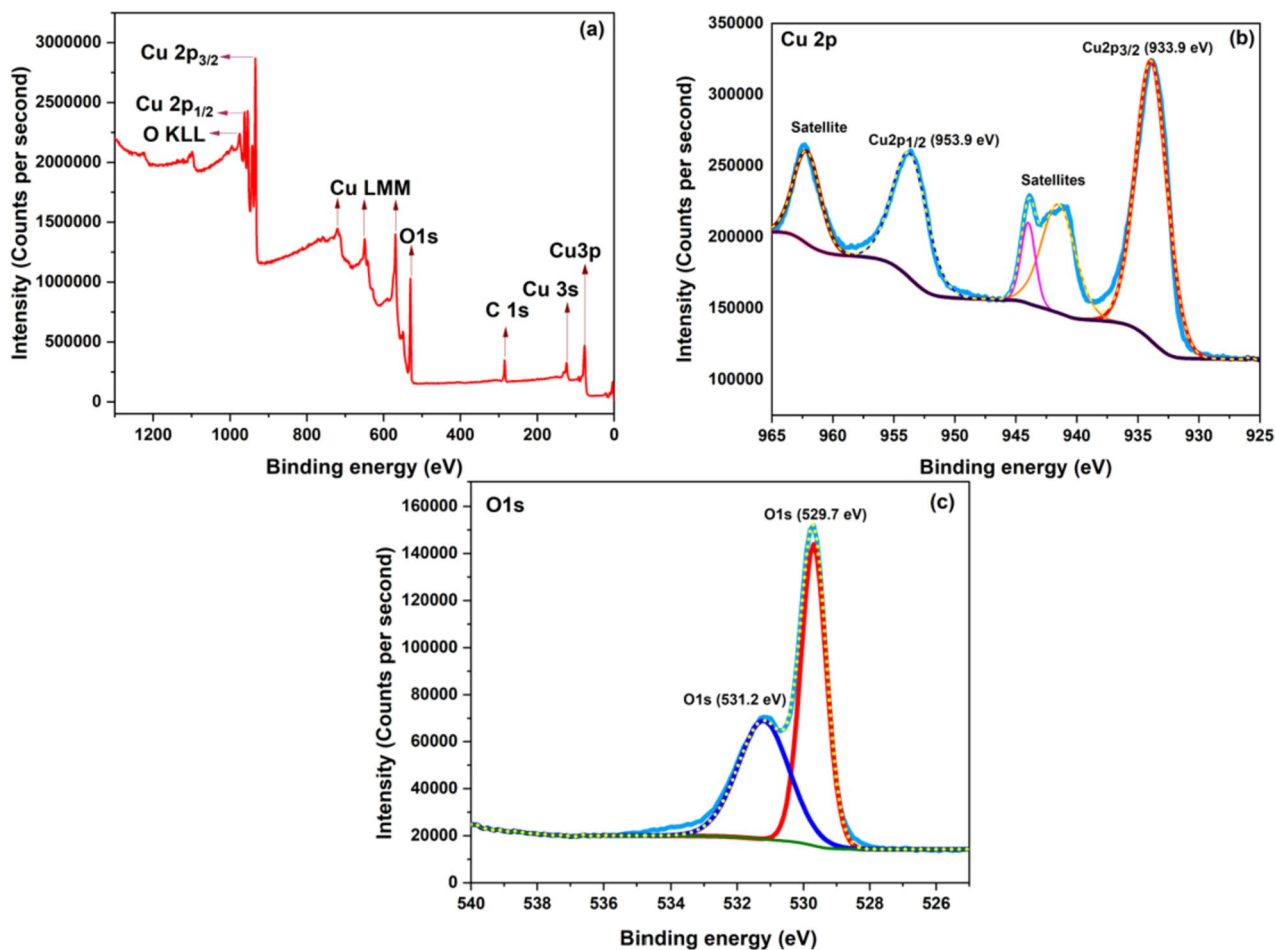 (a)
Intensity (Counts per second)
3000000
2500000
2000000
1500000
1000000
500000
0
Cu 2p3/2
Cu 2p1/2
O KLL
Cu LMM
O1s
C 1s
Cu 3s
Cu3p
1200 1000 800 600 400 200 0
Binding energy (eV)
Cu 2p
(b)
Intensity (Counts per second)
350000
300000
250000
200000
150000
100000
Satellite
Cu2p1/2 (953.9 eV)
Satellites
Cu2p3/2 (933.9 eV)
965 960 955 950 945 940 935 930 925
Binding energy (eV)
O1s
(c)
Intensity (Counts per second)
160000
140000
120000
100000
80000
60000
40000
20000
0
O1s (529.7 eV)
O1s (531.2 eV)
540 538 536 534 532 530 528 526
Binding energy (eV)